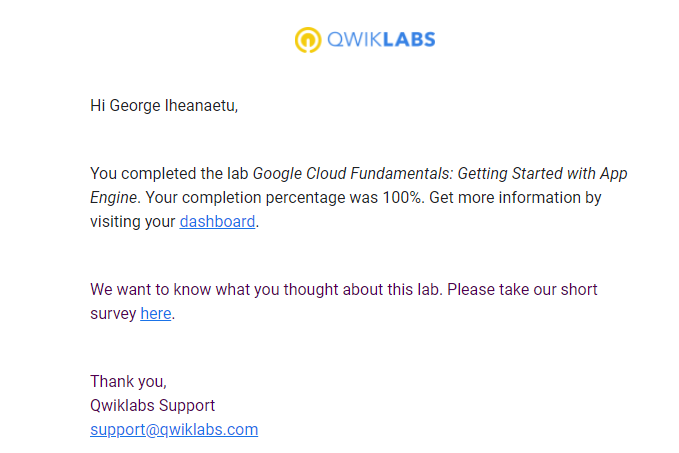 QWIKLABS
Hi George Iheanaetu,
You completed the lab Google Cloud Fundamentals: Getting Started with App
Engine. Your completion percentage was 100%. Get more information by
visiting your dashboard.
We want to know what you thought about this lab. Please take our short
survey here.
Thank you,
Qwiklabs Support
support@qwiklabs.com